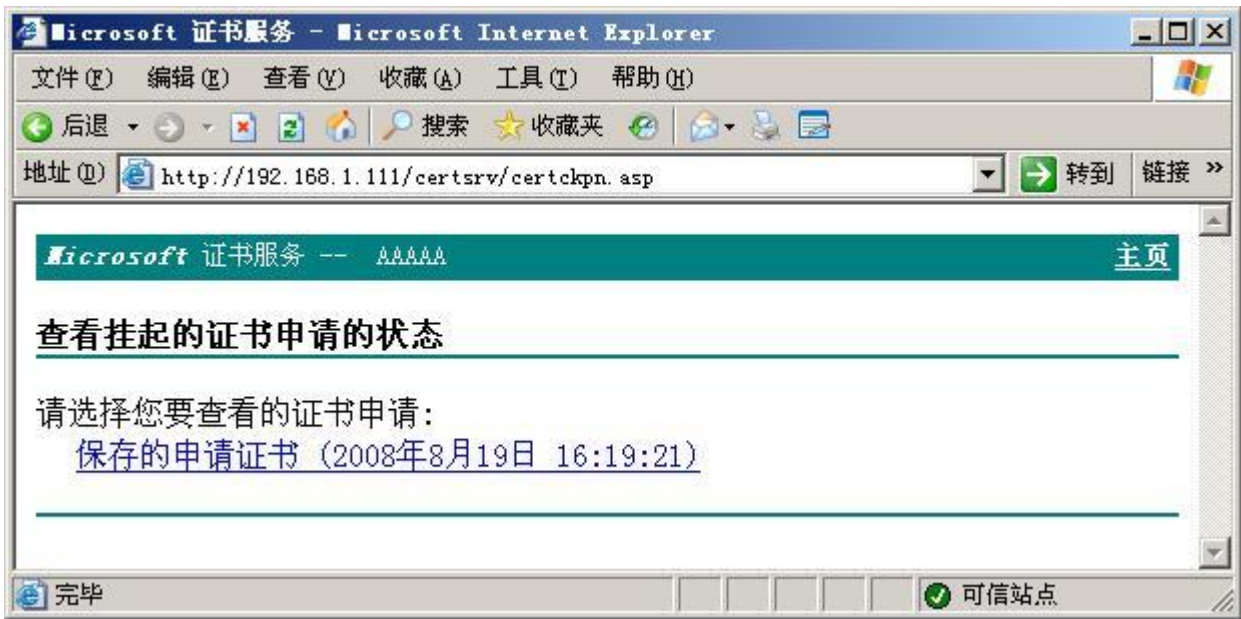 Microsoft 证书服务 - Microsoft Internet Explorer
文件(F) 编辑(E) 查看(V) 收藏(A) 工具(T) 帮助(H)
后退 搜索 收藏夹
地址(D) http://192.168.1.111/certsrv/certckpn.asp 转到 链接 »
Microsoft 证书服务 -- AAAAA 主页
查看挂起的证书申请的状态
请选择您要查看的证书申请:
保存的申请证书 (2008年8月19日 16:19:21)
完毕 可信站点